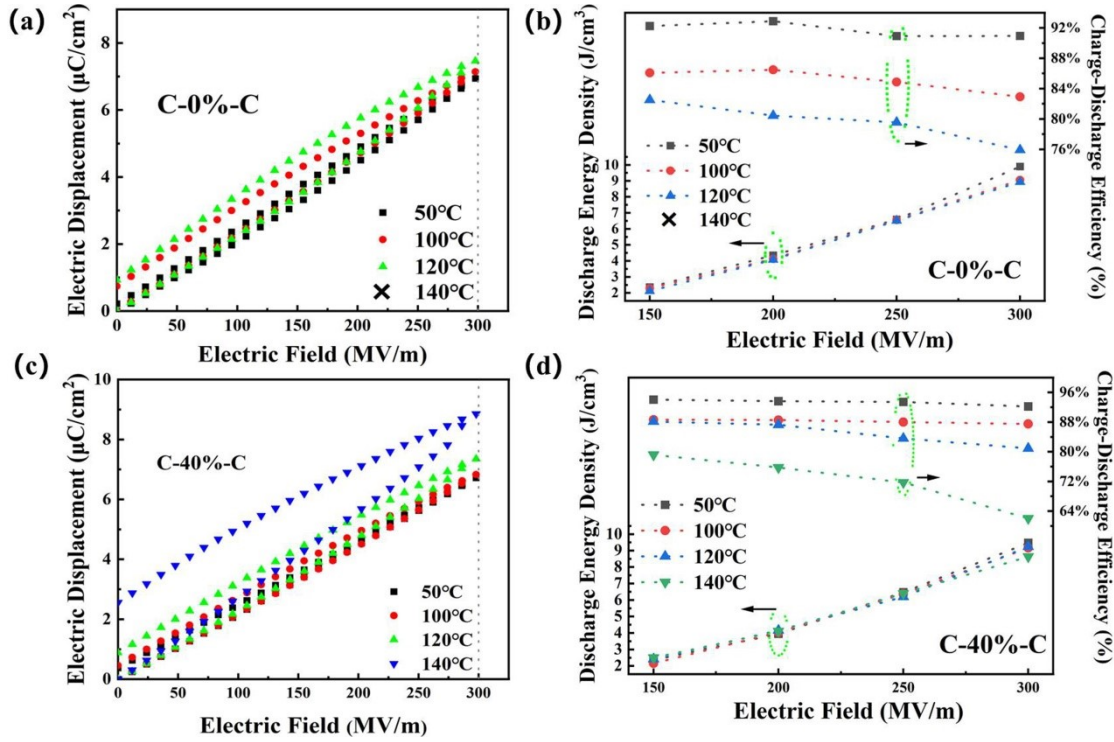 (a)
Electric Displacement (μC/cm²)
8
6
4
2
0
C-0%-C
50℃
100℃
120℃
140℃
0 50 100 150 200 250 300
Electric Field (MV/m)
(b)
Discharge Energy Density (J/cm³)
10
9
8
7
6
5
4
3
2
50℃
100℃
120℃
140℃
C-0%-C
92%
88%
84%
80%
76%
Charge-Discharge Efficiency (%)
150 200 250 300
Electric Field (MV/m)
(c)
Electric Displacement (μC/cm²)
10
8
6
4
2
0
C-40%-C
50℃
100℃
120℃
140℃
0 50 100 150 200 250 300
Electric Field (MV/m)
(d)
Discharge Energy Density (J/cm³)
10
9
8
7
6
5
4
3
2
50℃
100℃
120℃
140℃
C-40%-C
96%
88%
80%
72%
64%
Charge-Discharge Efficiency (%)
150 200 250 300
Electric Field (MV/m)